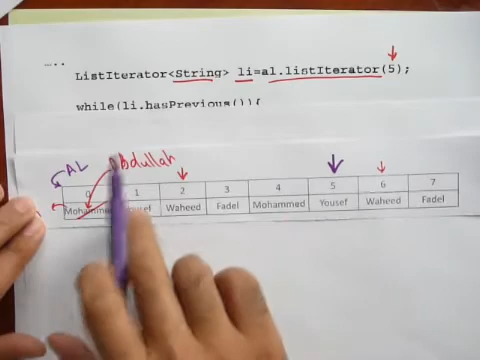 ....
ListIterator<String> li=al.listIterator(5);
while(li.hasPrevious()){
AL
0 1 2 3 4 5 6 7
Mohammed Waheed Fadel Mohammed Yousef Waheed Fadel